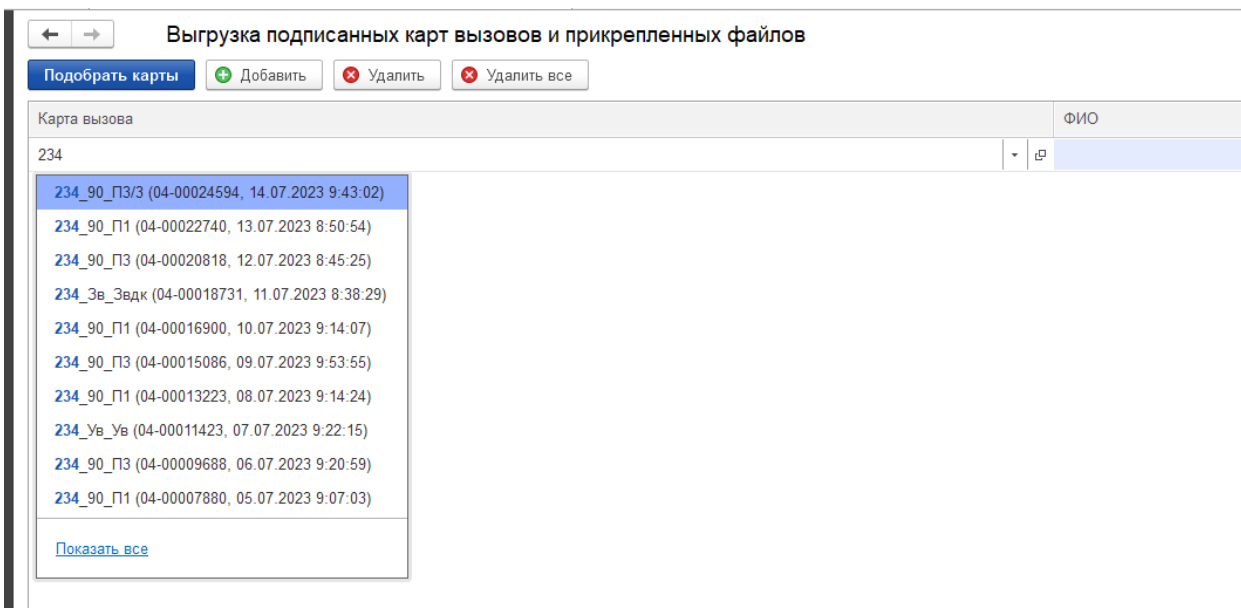 Выгрузка подписанных карт вызовов и прикрепленных файлов
Подобрать карты Добавить Удалить Удалить все
Карта вызова ФИО
234
234_90_П3/3 (04-00024594, 14.07.2023 9:43:02)
234_90_П1 (04-00022740, 13.07.2023 8:50:54)
234_90_П3 (04-00020818, 12.07.2023 8:45:25)
234_Зв_Звдк (04-00018731, 11.07.2023 8:38:29)
234_90_П1 (04-00016900, 10.07.2023 9:14:07)
234_90_П3 (04-00015086, 09.07.2023 9:53:55)
234_90_П1 (04-00013223, 08.07.2023 9:14:24)
234_Ув_Ув (04-00011423, 07.07.2023 9:22:15)
234_90_П3 (04-00009688, 06.07.2023 9:20:59)
234_90_П1 (04-00007880, 05.07.2023 9:07:03)
Показать все